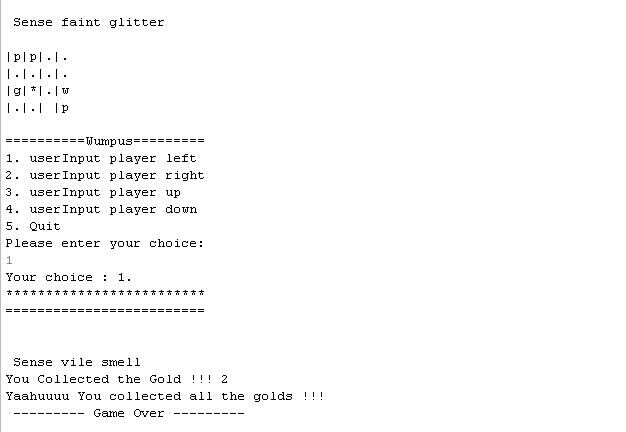 Sense faint glitter
|p|p|.|.
|.|.|.|.
|g|*|.|w
|.|.| |p
==========Wumpus=========
1. userInput player left
2. userInput player right
3. userInput player up
4. userInput player down
5. Quit
Please enter your choice:
1
Your choice : 1.
*************************
=========================
Sense vile smell
You Collected the Gold !!! 2
Yaahuuuu You collected all the golds !!!
--------- Game Over ---------